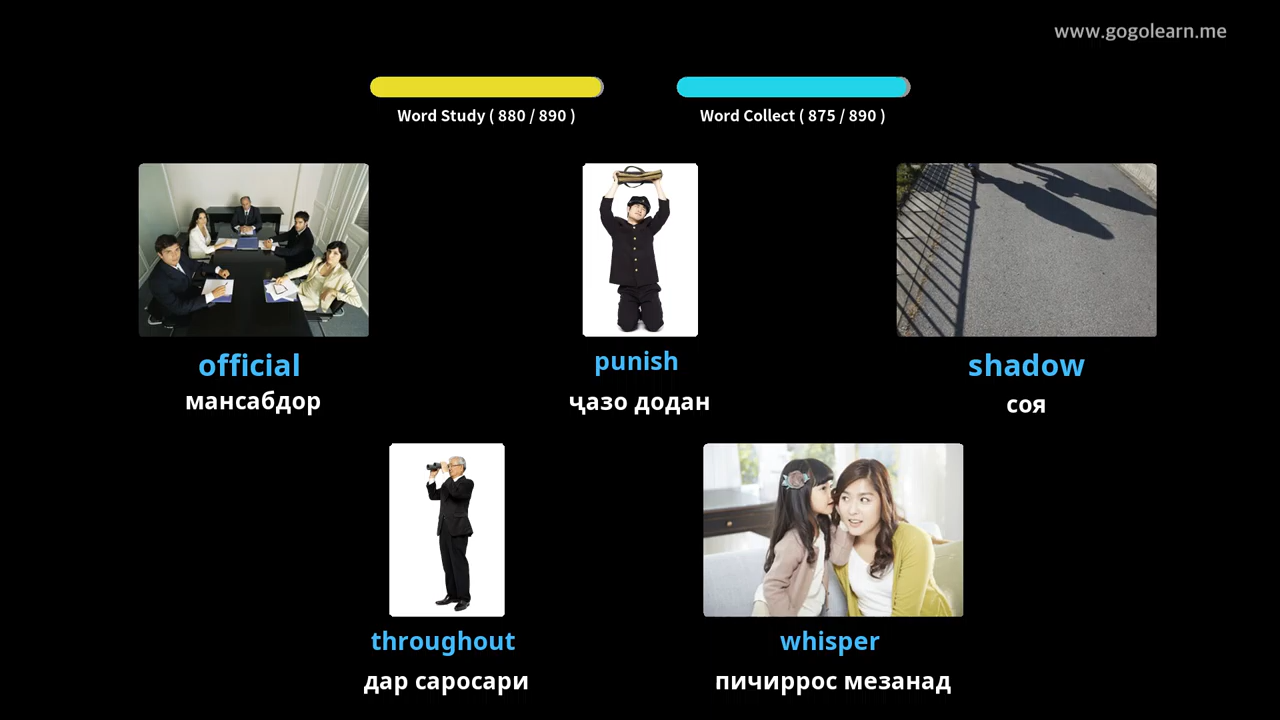 www.gogolearn.me
Word Study ( 880 / 890 )
Word Collect ( 875 / 890 )
official
punish
shadow
мансабдор
ҷазо додан
соя
throughout
whisper
дар саросари
пичиррос мезанад